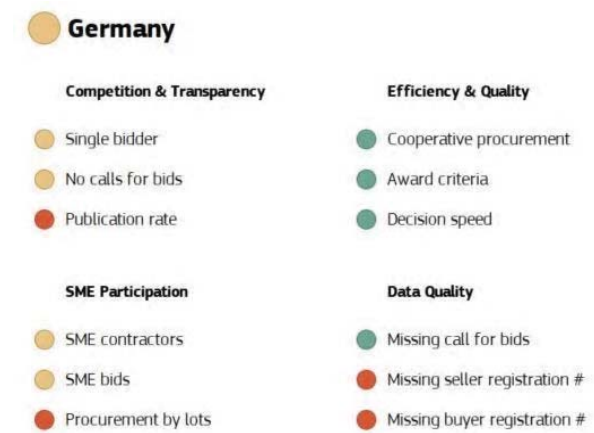 Germany
Competition & Transparency
Single bidder
No calls for bids
Publication rate
Efficiency & Quality
Cooperative procurement
Award criteria
Decision speed
SME Participation
SME contractors
SME bids
Procurement by lots
Data Quality
Missing call for bids
Missing seller registration #
Missing buyer registration #